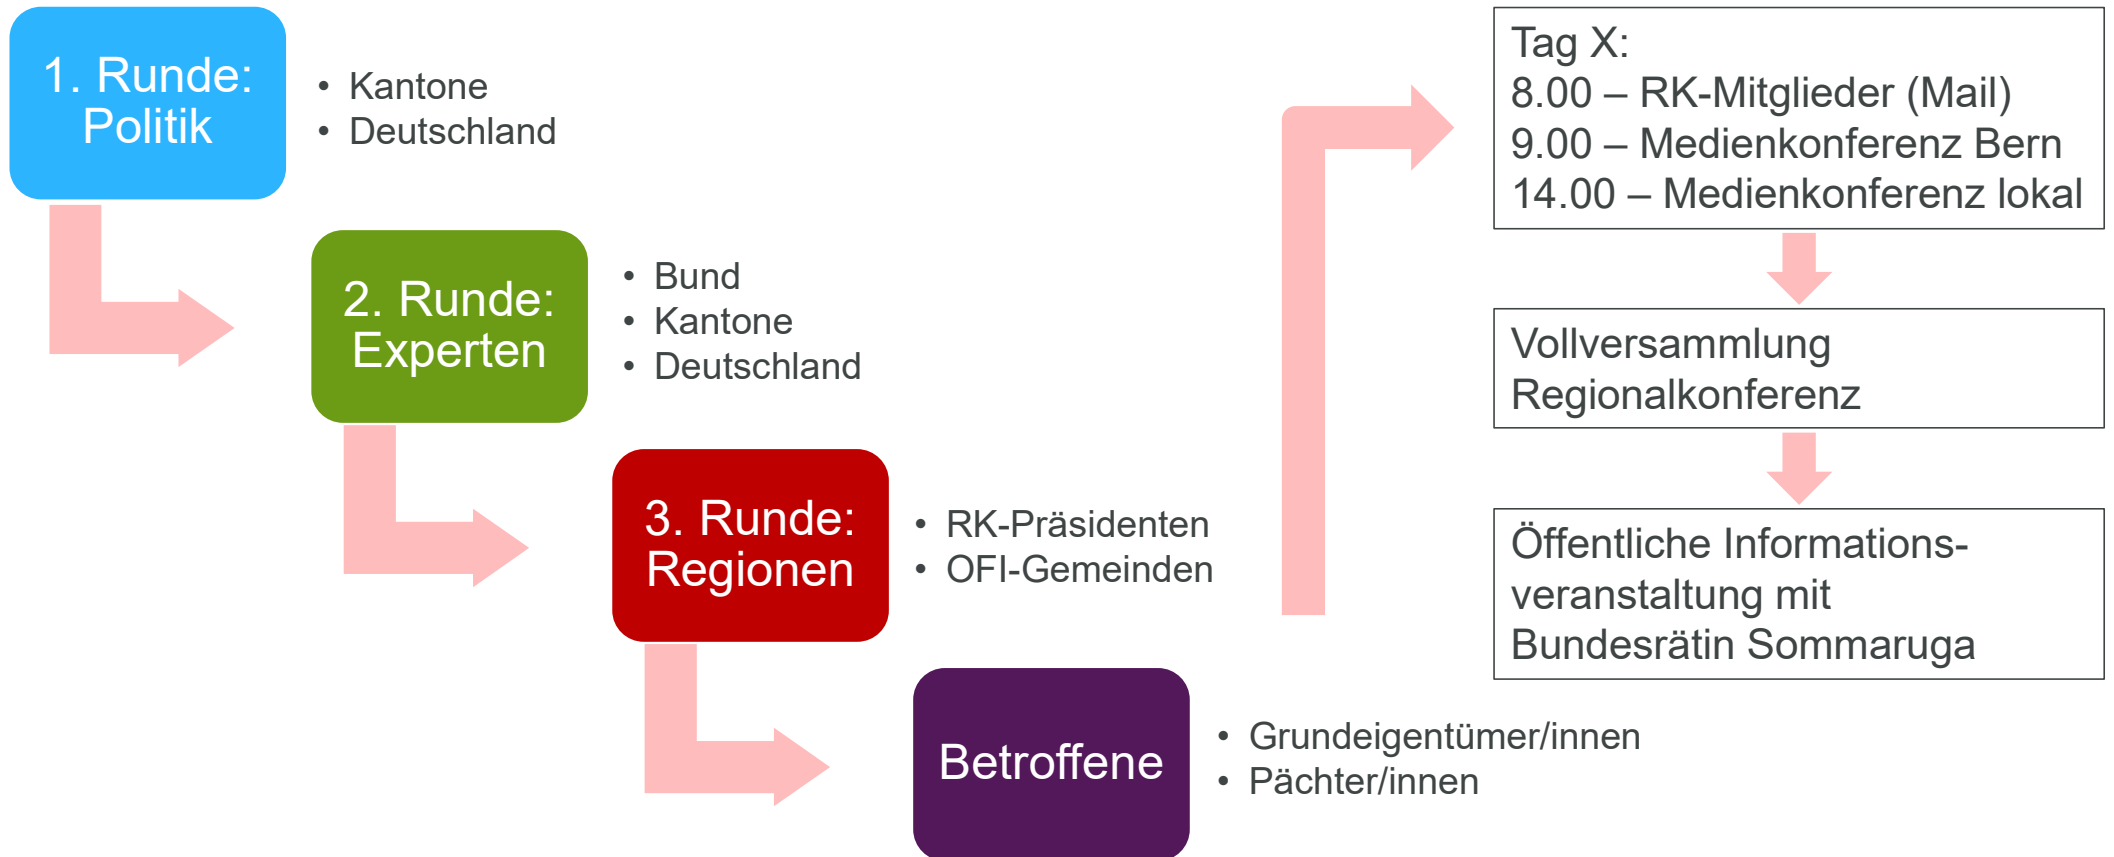 1. Runde:
Politik
• Kantone
• Deutschland
2. Runde:
Experten
• Bund
• Kantone
• Deutschland
3. Runde:
Regionen
• RK-Präsidenten
• OFI-Gemeinden
Betroffene
• Grundeigentümer/innen
• Pächter/innen
Tag X:
8.00 – RK-Mitglieder (Mail)
9.00 – Medienkonferenz Bern
14.00 – Medienkonferenz lokal
Vollversammlung
Regionalkonferenz
Öffentliche Informations-
veranstaltung mit
Bundesrätin Sommaruga